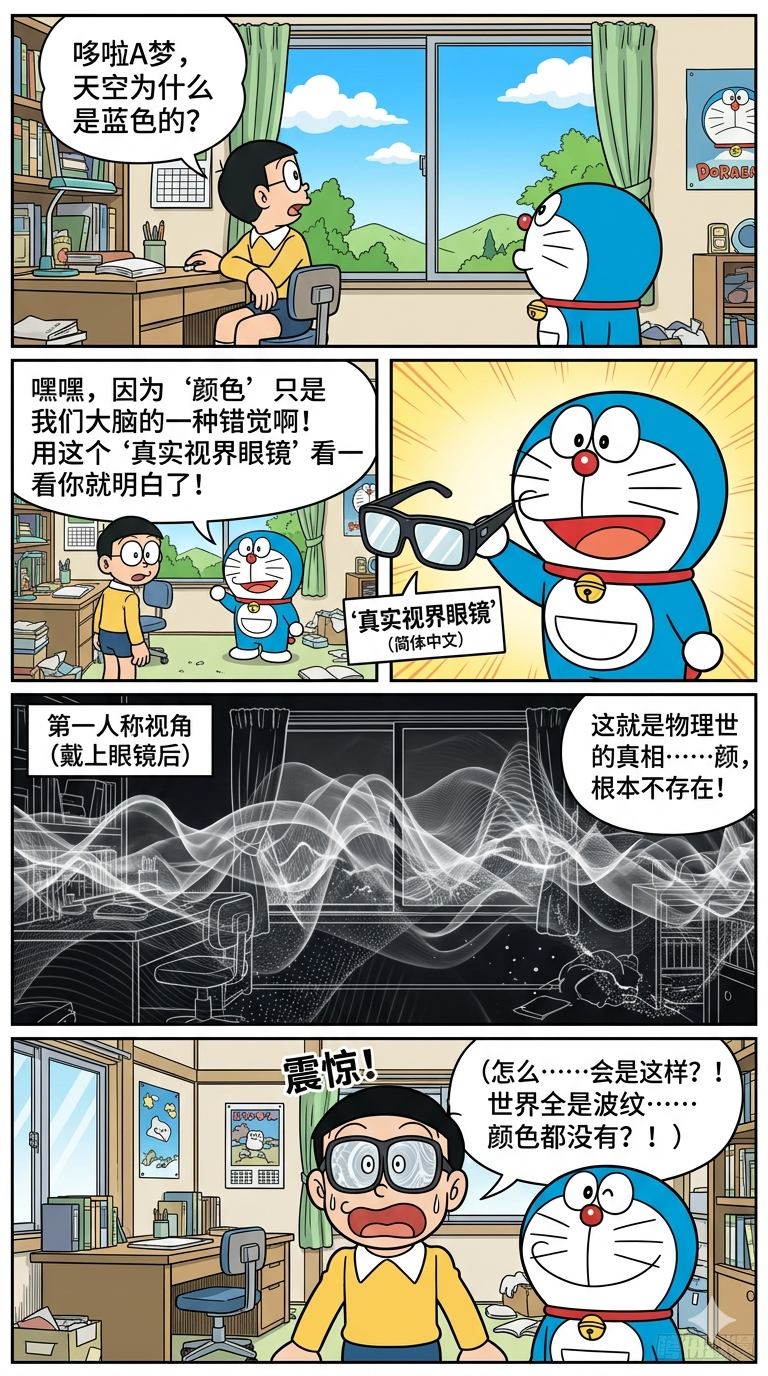 哆啦A梦，
天空为什么
是蓝色的？
DORAEM
嘿嘿，因为‘颜色’只是
我们大脑的一种错觉啊！
用这个‘真实视界眼镜’看一
看你就明白了！
‘真实视界眼镜’
（简体中文）
第一人称视角
（戴上眼镜后）
这就是物理世
的真相……颜，
根本不存在！
震惊！
（怎么……会是这样？！
世界全是波纹……
颜色都没有？！）